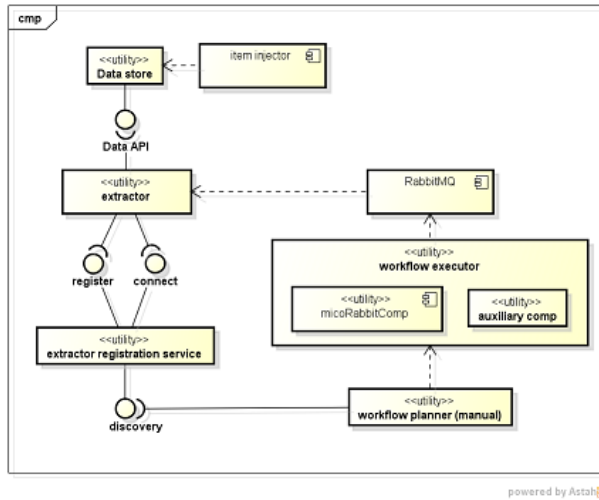 cmp
<<utility>>
Data store
item injector
Data API
<<utility>>
extractor
RabbitMQ
<<utility>>
workflow executor
register
connect
<<utility>>
micoRabbitComp
<<utility>>
auxiliary comp
<<utility>>
extractor registration service
<<utility>>
workflow planner (manual)
discovery
powered by Astah